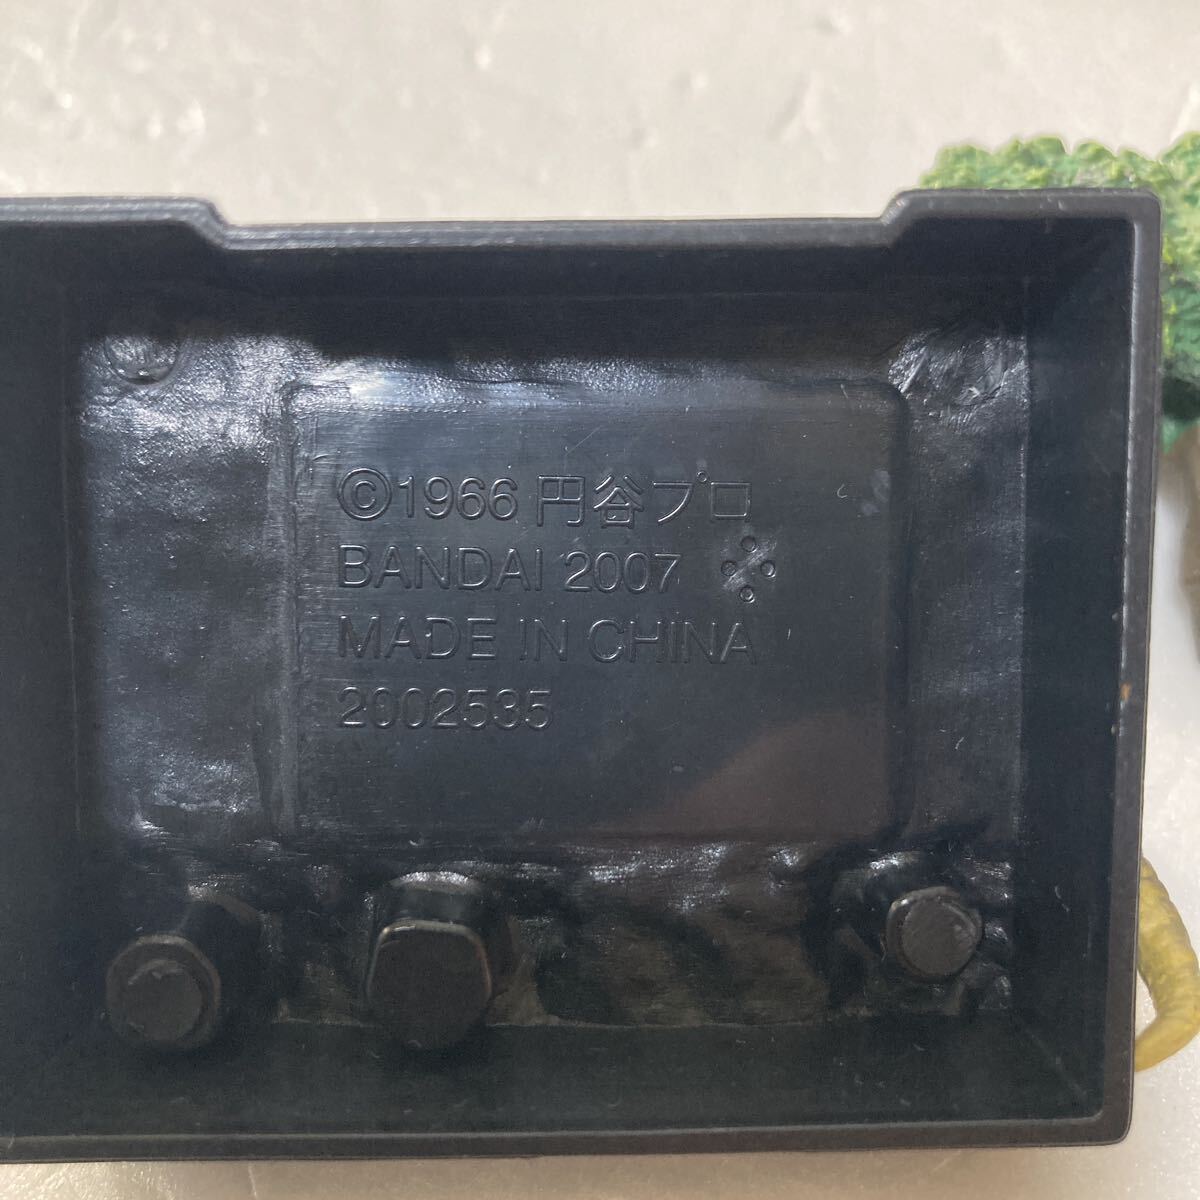 ©1966 円谷プロ
BANDAI 2007
MADE IN CHINA
2002535